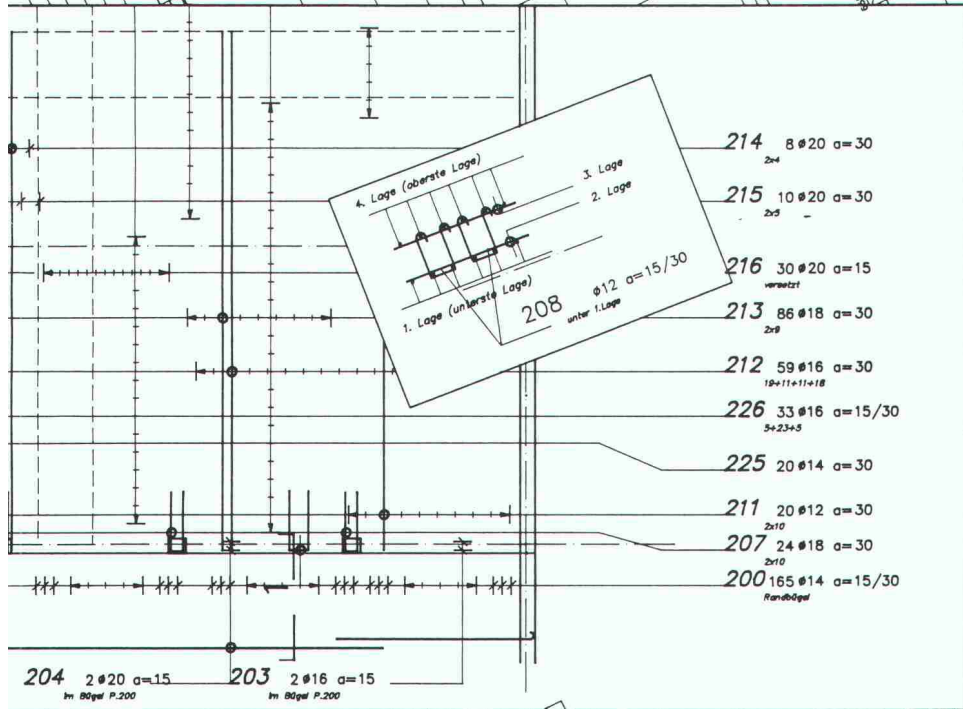 4. Lage (oberste Lage)
3. Lage
2. Lage
1. Lage (unterste Lage)
208 ø12 a=15/30
unter 1.Lage
214 8ø20 a=30
2x4
215 10ø20 a=30
2x5
216 30ø20 a=15
versetzt
213 86ø18 a=30
2x9
212 59ø16 a=30
19+11+11+18
226 33ø16 a=15/30
5+23+5
225 20ø14 a=30
211 20ø12 a=30
2x10
207 24ø18 a=30
2x10
200 165ø14 a=15/30
Randbügel
204 2ø20 a=15
im Bügel P.200
203 2ø16 a=15
im Bügel P.200